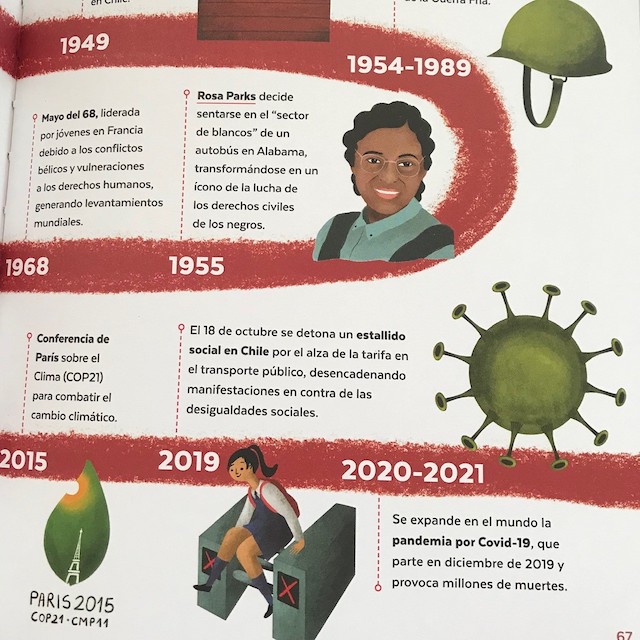 en Chile.
de la Guerra Fría.
1949
1954-1989
Mayo del 68, liderada
por jóvenes en Francia
debido a los conflictos
bélicos y vulneraciones
a los derechos humanos,
generando levantamientos
mundiales.
Rosa Parks decide
sentarse en el “sector
de blancos” de un
autobús en Alabama,
transformándose en un
ícono de la lucha de
los derechos civiles
de los negros.
1968
1955
Conferencia de
París sobre el
Clima (COP21)
para combatir el
cambio climático.
El 18 de octubre se detona un estallido
social en Chile por el alza de la tarifa en
el transporte público, desencadenando
manifestaciones en contra de las
desigualdades sociales.
2015
2019
2020-2021
PARIS 2015
COP21·CMP11
Se expande en el mundo la
pandemia por Covid-19, que
parte en diciembre de 2019 y
provoca millones de muertes.
67